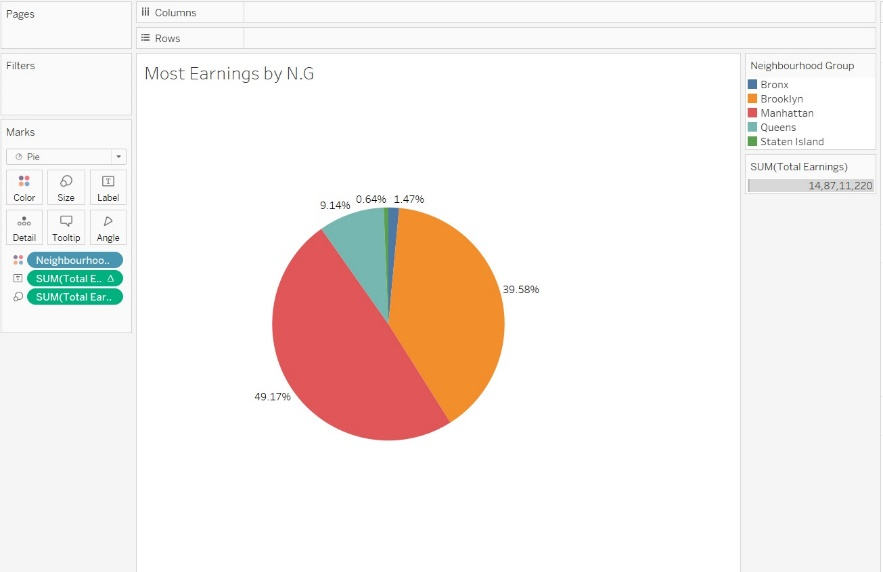 Pages
Columns
Rows
Filters
Marks
Pie
Color
Size
Label
Detail
Tooltip
Angle
Neighbourhoo..
SUM(Total E.. Δ
SUM(Total Ear..
Most Earnings by N.G
9.14%
0.64%
1.47%
39.58%
49.17%
Neighbourhood Group
Bronx
Brooklyn
Manhattan
Queens
Staten Island
SUM(Total Earnings)
14,87,11,220